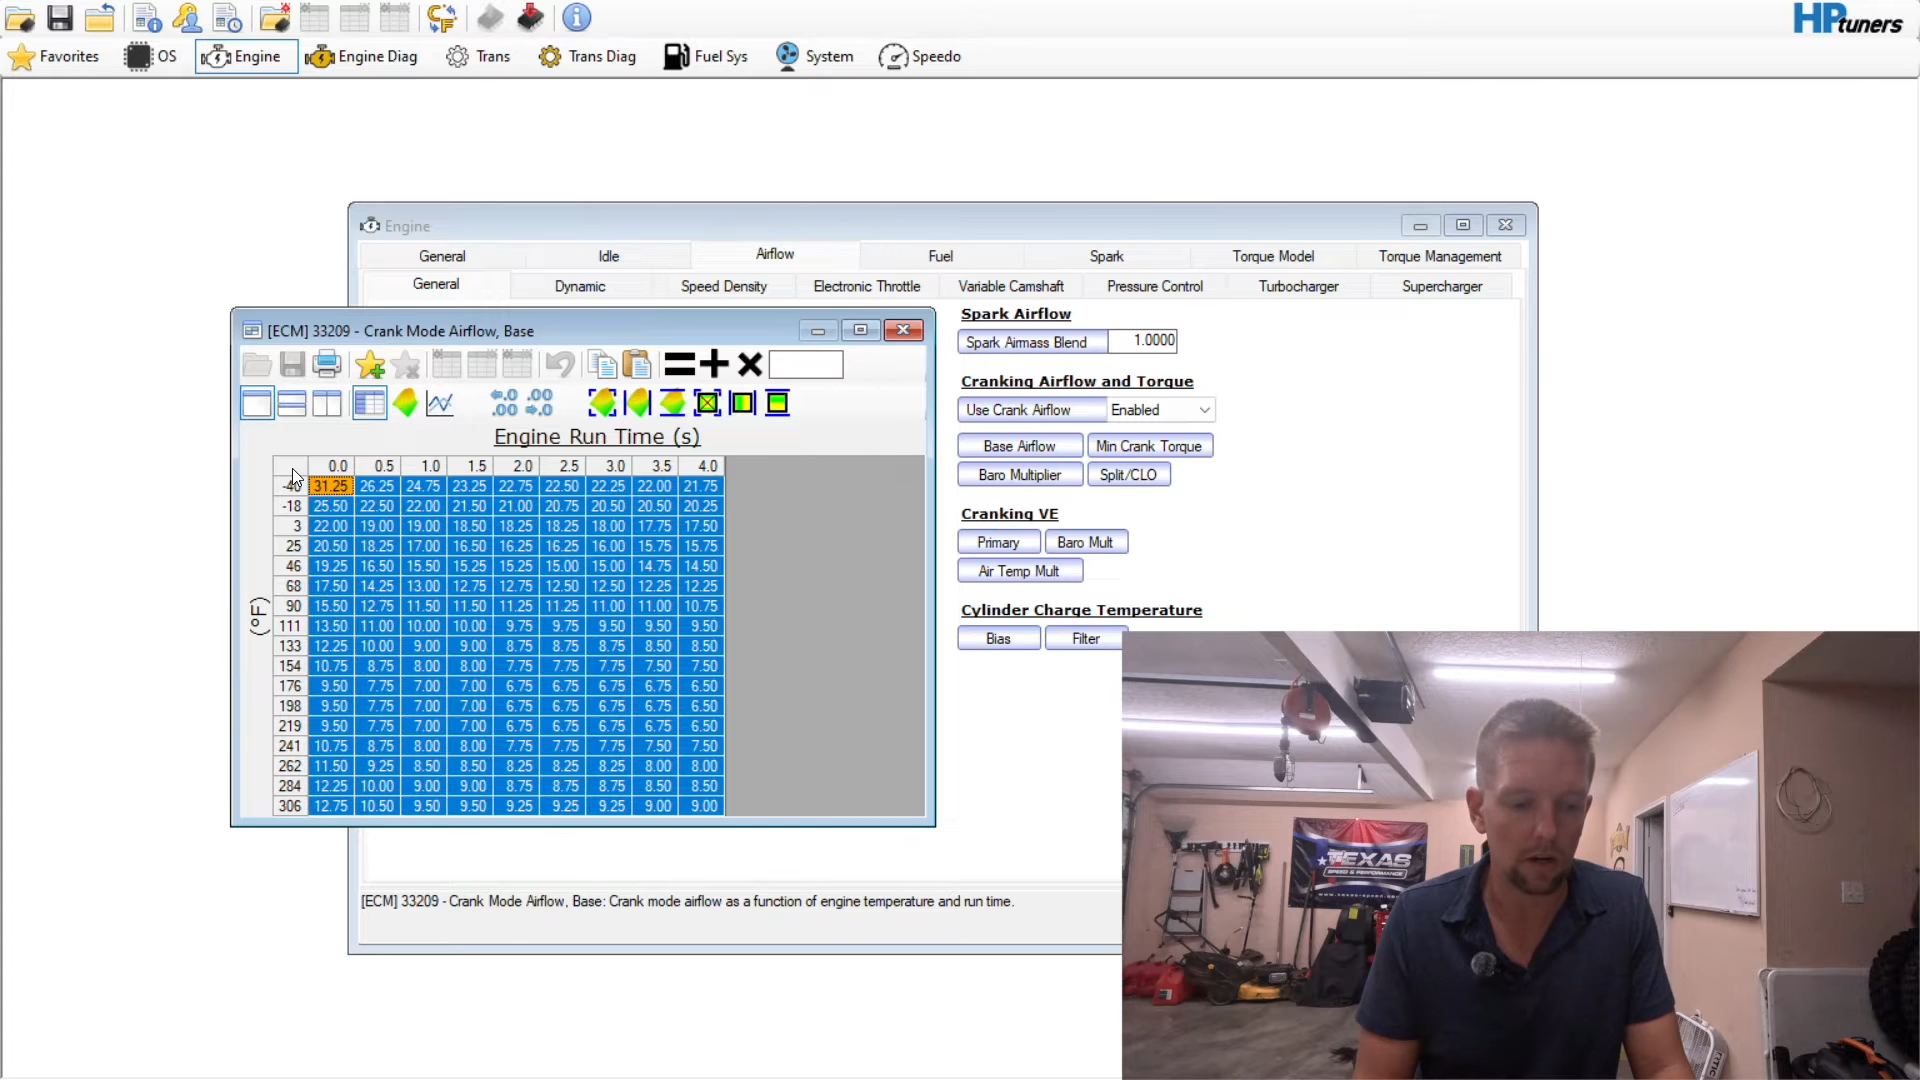 HPtuners
Favorites OS Engine Engine Diag Trans Trans Diag Fuel Sys System Speedo
Engine
General Idle Airflow Fuel Spark Torque Model Torque Management
General Dynamic Speed Density Electronic Throttle Variable Camshaft Pressure Control Turbocharger Supercharger
[ECM] 33209 - Crank Mode Airflow, Base
Engine Run Time (s)
0.0 0.5 1.0 1.5 2.0 2.5 3.0 3.5 4.0
-40 31.25 26.25 24.75 23.25 22.75 22.50 22.25 22.00 21.75
-18 25.50 22.50 22.00 21.50 21.00 20.75 20.50 20.50 20.25
3 22.00 19.00 19.00 18.50 18.25 18.25 18.00 17.75 17.50
25 20.50 18.25 17.00 16.50 16.25 16.25 16.00 15.75 15.75
46 19.25 16.50 15.50 15.25 15.25 15.00 15.00 14.75 14.50
68 17.50 14.25 13.00 12.75 12.75 12.50 12.50 12.25 12.25
90 15.50 12.75 11.50 11.50 11.25 11.25 11.00 11.00 10.75
111 13.50 11.00 10.00 10.00 9.75 9.75 9.50 9.50 9.50
133 12.25 10.00 9.00 9.00 8.75 8.75 8.75 8.50 8.50
154 10.75 8.75 8.00 8.00 7.75 7.75 7.75 7.50 7.50
176 9.50 7.75 7.00 7.00 6.75 6.75 6.75 6.75 6.50
198 9.50 7.75 7.00 7.00 6.75 6.75 6.75 6.75 6.50
219 9.50 7.75 7.00 7.00 6.75 6.75 6.75 6.75 6.50
241 10.75 8.75 8.00 8.00 7.75 7.75 7.75 7.50 7.50
262 11.50 9.25 8.50 8.50 8.25 8.25 8.25 8.00 8.00
284 12.25 10.00 9.00 9.00 8.75 8.75 8.75 8.50 8.50
306 12.75 10.50 9.50 9.50 9.25 9.25 9.25 9.00 9.00
(°F)
Spark Airflow
Spark Airmass Blend 1.0000
Cranking Airflow and Torque
Use Crank Airflow Enabled
Base Airflow Min Crank Torque
Baro Multiplier Split/CLO
Cranking VE
Primary Baro Mult
Air Temp Mult
Cylinder Charge Temperature
Bias Filter
[ECM] 33209 - Crank Mode Airflow, Base: Crank mode airflow as a function of engine temperature and run time.
TEXAS
SPEED & PERFORMANCE
www.texas-speed.com